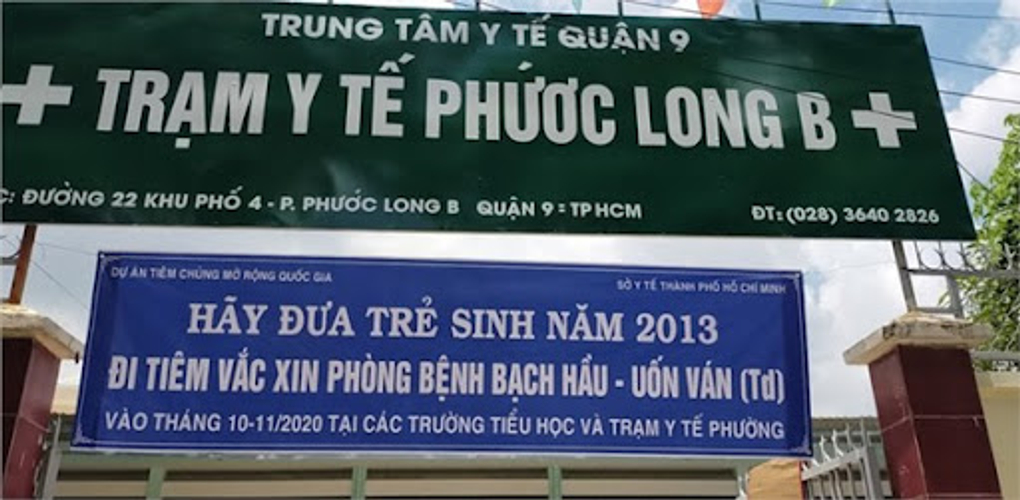 TRUNG TÂM Y TẾ QUẬN 9
TRẠM Y TẾ PHƯỚC LONG B
C: ĐƯỜNG 22 KHU PHỐ 4 - P. PHƯỚC LONG B QUẬN 9 - TP HCM
ĐT: (028) 3640 2826
DỰ ÁN TIÊM CHỦNG MỞ RỘNG QUỐC GIA
SỞ Y TẾ THÀNH PHỐ HỒ CHÍ MINH
HÃY ĐƯA TRẺ SINH NĂM 2013
ĐI TIÊM VẮC XIN PHÒNG BỆNH BẠCH HẦU - UỐN VÁN (Td)
VÀO THÁNG 10-11/2020 TẠI CÁC TRƯỜNG TIỂU HỌC VÀ TRẠM Y TẾ PHƯỜNG